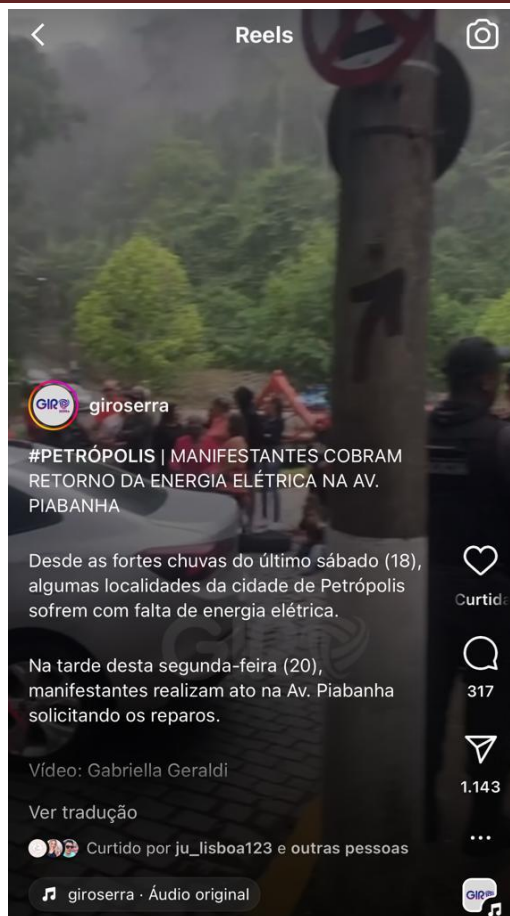 Reels
GIRO
giroserra
#PETRÓPOLIS | MANIFESTANTES COBRAM
RETORNO DA ENERGIA ELÉTRICA NA AV.
PIABANHA
Desde as fortes chuvas do último sábado (18),
algumas localidades da cidade de Petrópolis
sofrem com falta de energia elétrica.
Na tarde desta segunda-feira (20),
manifestantes realizam ato na Av. Piabanha
solicitando os reparos.
Vídeo: Gabriella Geraldi
Ver tradução
Curtido por ju_lisboa123 e outras pessoas
giroserra · Áudio original
Curtida
317
1.143
...